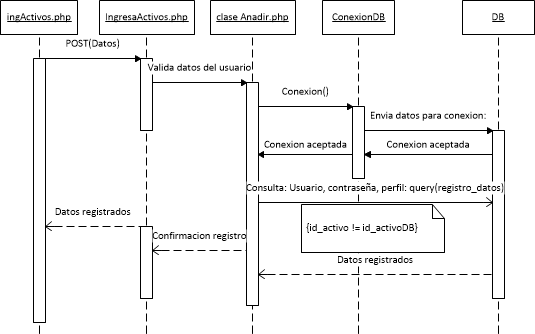 ingActivos.php
IngresaActivos.php
clase Anadir.php
ConexionDB
DB
POST(Datos)
Valida datos del usuario
Conexion()
Envia datos para conexion:
Conexion aceptada
Conexion aceptada
Consulta: Usuario, contraseña, perfil: query(registro_datos)
Datos registrados
{id_activo != id_activoDB}
Confirmacion registro
Datos registrados